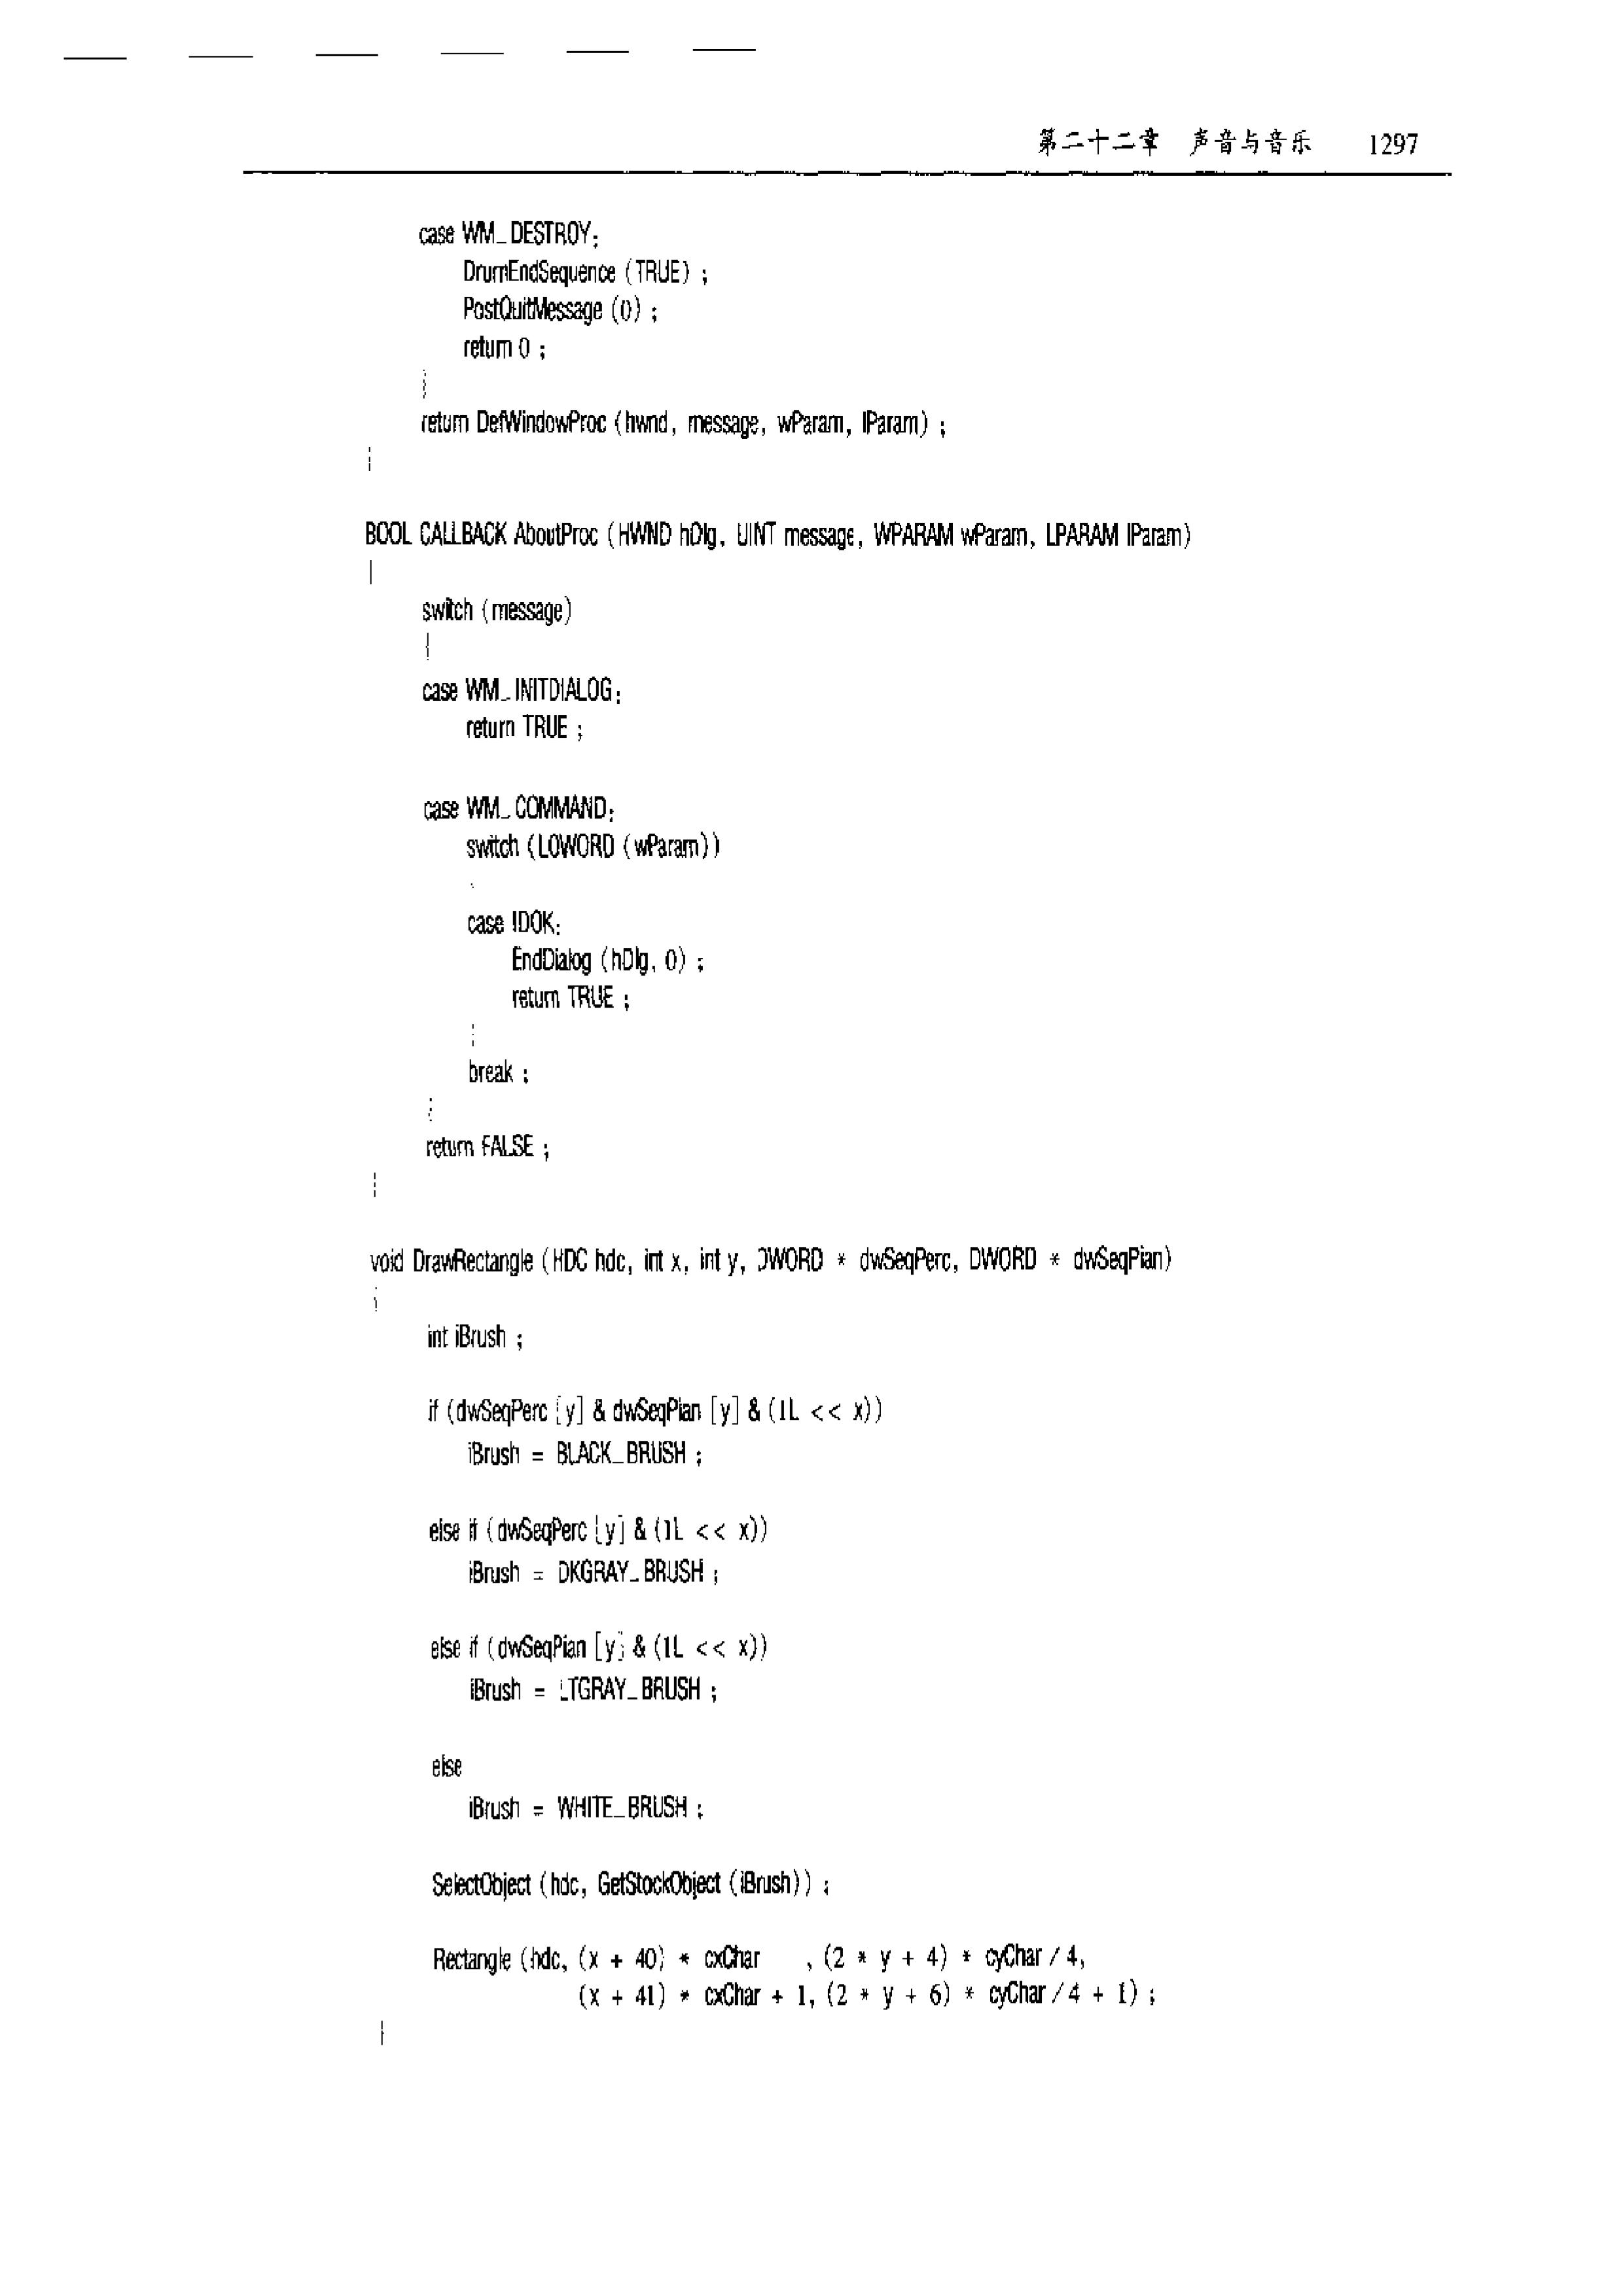 第二十二章 声音与音乐 1297
case WM_DESTROY:
DrumEndSequence (TRUE) ;
PostQuitMessage (0) ;
return 0 ;
}
return DefWindowProc (hwnd, message, wParam, lParam) ;
}
BOOL CALLBACK AboutProc (HWND hDlg, UINT message, WPARAM wParam, LPARAM lParam)
{
switch (message)
{
case WM_INITDIALOG:
return TRUE ;
case WM_COMMAND:
switch (LOWORD (wParam))
case IDOK:
EndDialog (hDlg, 0) ;
return TRUE ;
}
break ;
}
return FALSE ;
}
void DrawRectangle (HDC hdc, int x, int y, DWORD * dwSeqPerc, DWORD * dwSeqPian)
{
int iBrush ;
if (dwSeqPerc [y] & dwSeqPian [y] & (1L << x))
iBrush = BLACK_BRUSH ;
else if (dwSeqPerc [y] & (1L << x))
iBrush = DKGRAY_BRUSH ;
else if (dwSeqPian [y] & (1L << x))
iBrush = LTGRAY_BRUSH ;
else
iBrush = WHITE_BRUSH ;
SelectObject (hdc, GetStockObject (iBrush)) ;
Rectangle (hdc, (x + 40) * cxChar , (2 * y + 4) * cyChar / 4,
(x + 41) * cxChar + 1, (2 * y + 6) * cyChar / 4 + 1) ;
}